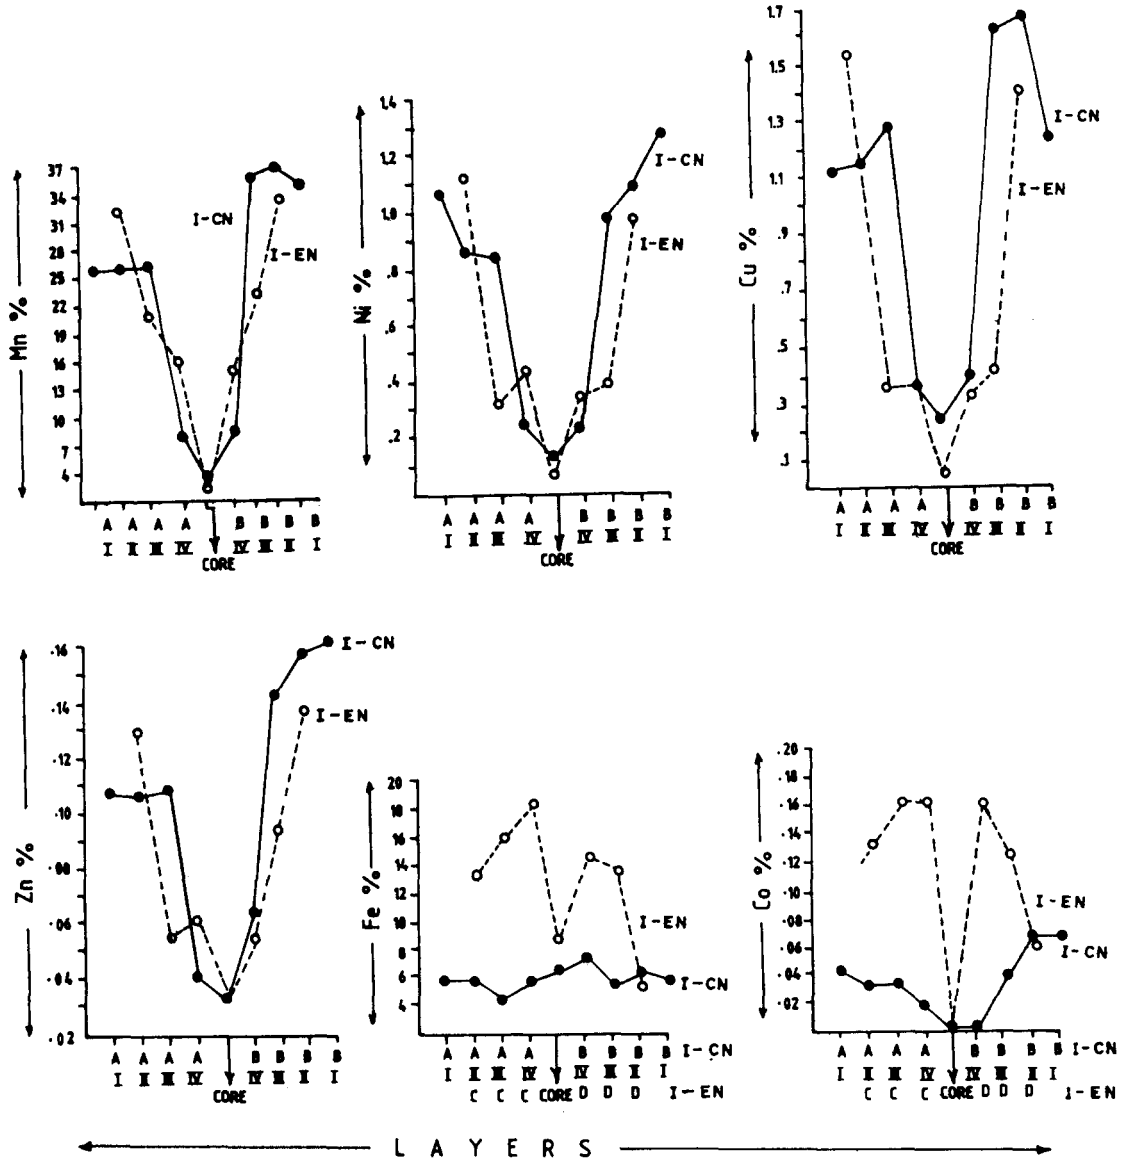 Mn %
37
34
31
28
25
22
19
16
13
10
7
4
I-CN
I-EN
A A A A B B B B
I II III IV IV III II I
CORE
Ni %
1.4
1.2
1.0
.8
.6
.4
.2
I-CN
I-EN
A A A A B B B B
I II III IV IV III II I
CORE
Cu %
1.7
1.5
1.3
1.1
.9
.7
.5
.3
.1
I-CN
I-EN
A A A A B B B B
I II III IV IV III II I
CORE
Zn %
.16
.14
.12
.10
.08
.06
.04
.02
I-CN
I-EN
A A A A B B B B
I II III IV IV III II I
CORE
Fe %
20
18
16
14
12
10
8
6
4
I-EN
I-CN
A A A A B B B B I-CN
I II III IV IV III II I
C C C CORE D D D I-EN
Co %
.20
.18
.16
.14
.12
.10
.08
.06
.04
.02
I-EN
I-CN
A A A A B B B B I-CN
I II III IV IV III II I
C C C CORE D D D I-EN
LAYERS